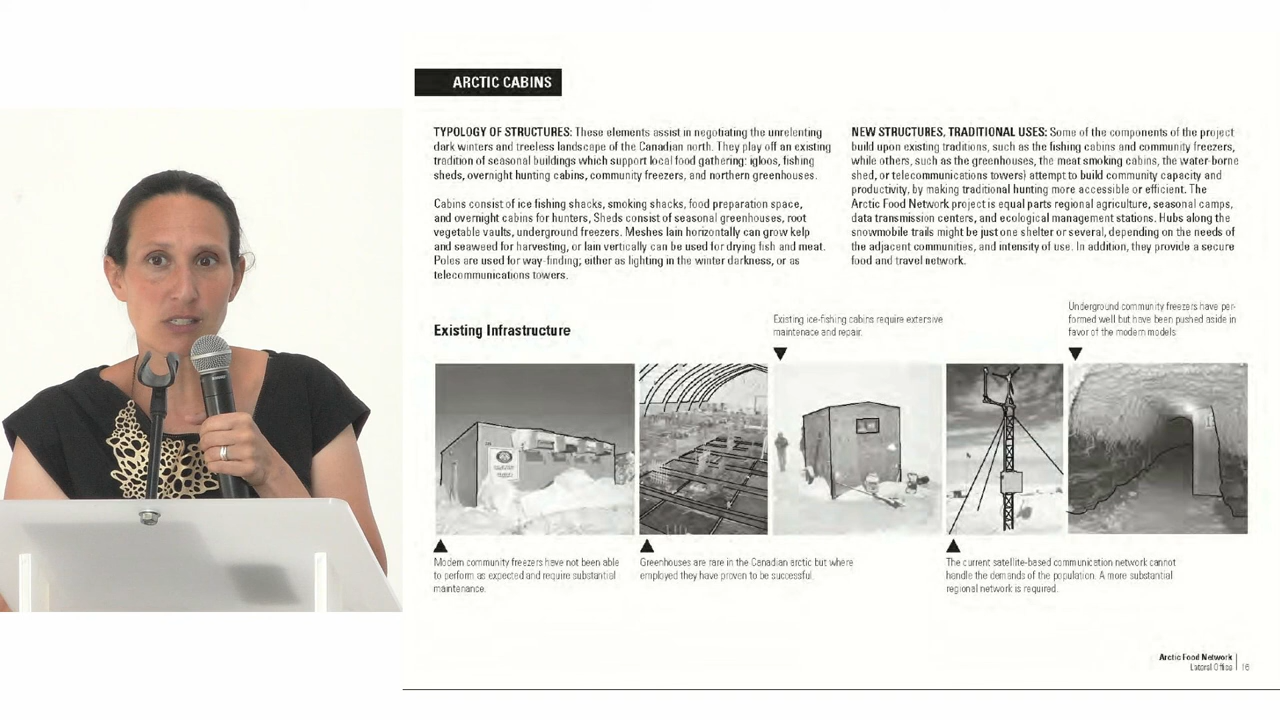 ARCTIC CABINS
TYPOLOGY OF STRUCTURES: These elements assist in negotiating the unrelenting
dark winters and treeless landscape of the Canadian north. They play off an existing
tradition of seasonal buildings which support local food gathering: igloos, fishing
sheds, overnight hunting cabins, community freezers, and northern greenhouses.
Cabins consist of ice fishing shacks, smoking shacks, food preparation space,
and overnight cabins for hunters, Sheds consist of seasonal greenhouses, root
vegetable vaults, underground freezers. Meshes lain horizontally can grow kelp
and seaweed for harvesting, or lain vertically can be used for drying fish and meat.
Poles are used for way-finding; either as lighting in the winter darkness, or as
telecommunications towers.
NEW STRUCTURES, TRADITIONAL USES: Some of the components of the project
build upon existing traditions, such as the fishing cabins and community freezers,
while others, such as the greenhouses, the meat smoking cabins, the water-borne
shed, or telecommunications towers) attempt to build community capacity and
productivity, by making traditional hunting more accessible or efficient. The
Arctic Food Network project is equal parts regional agriculture, seasonal camps,
data transmission centers, and ecological management stations. Hubs along the
snowmobile trails might be just one shelter or several, depending on the needs of
the adjacent communities, and intensity of use. In addition, they provide a secure
food and travel network.
Existing Infrastructure
Existing ice-fishing cabins require extersive
maintenace and repair.
Underground community freezers have per-
formed well but have been pushed aside in
favor of the modern models
Modern community freezers have not been able
to perform as expected and require substantial
maintenance.
Greenhouses are rare in the Canadian arctic but where
employed they have proven to be successful.
The current satellite-based communication network cannot
handle the demands of the population. A more substantial
regional network is required.
Arctic Food Network
Lateral Office 16